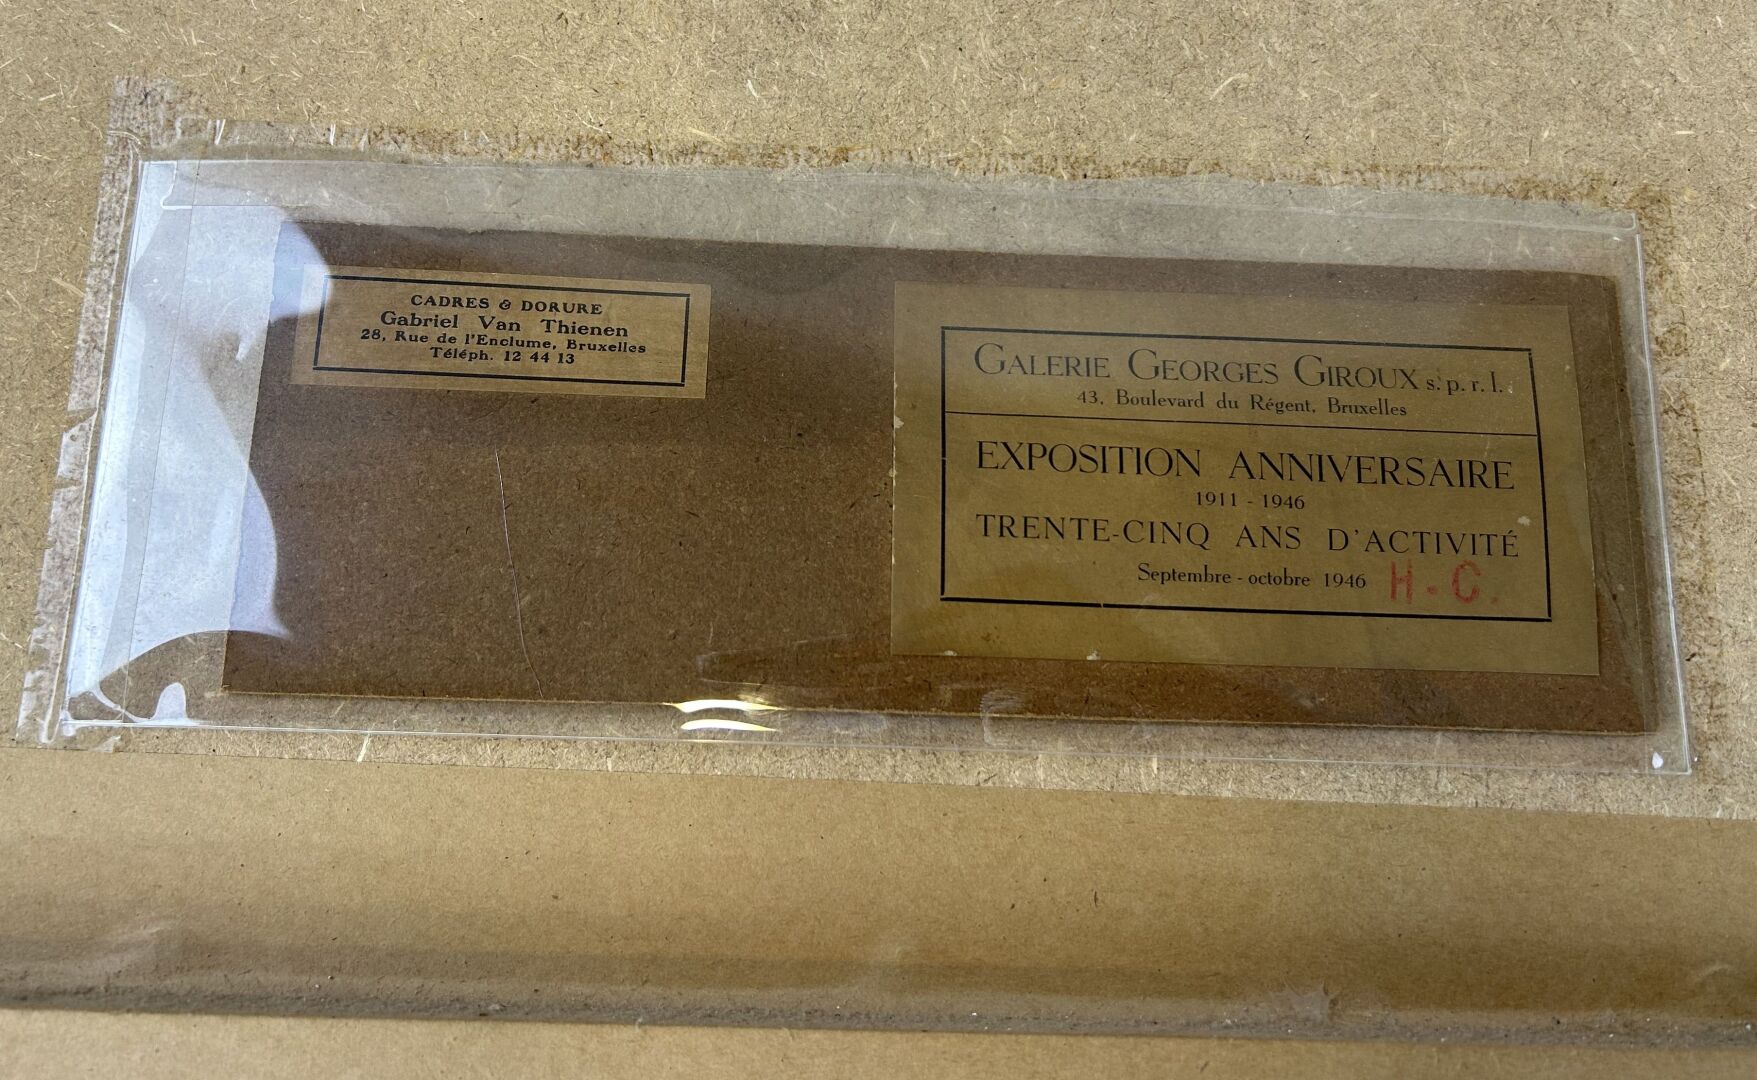 CADRES & DORURE
Gabriel Van Thienen
28, Rue de l'Enclume, Bruxelles
Téléph. 12 44 13
GALERIE GEORGES GIROUX s. p. r. l.
43, Boulevard du Régent, Bruxelles
EXPOSITION ANNIVERSAIRE
1911 - 1946
TRENTE-CINQ ANS D'ACTIVITÉ
Septembre - octobre 1946 H.C.